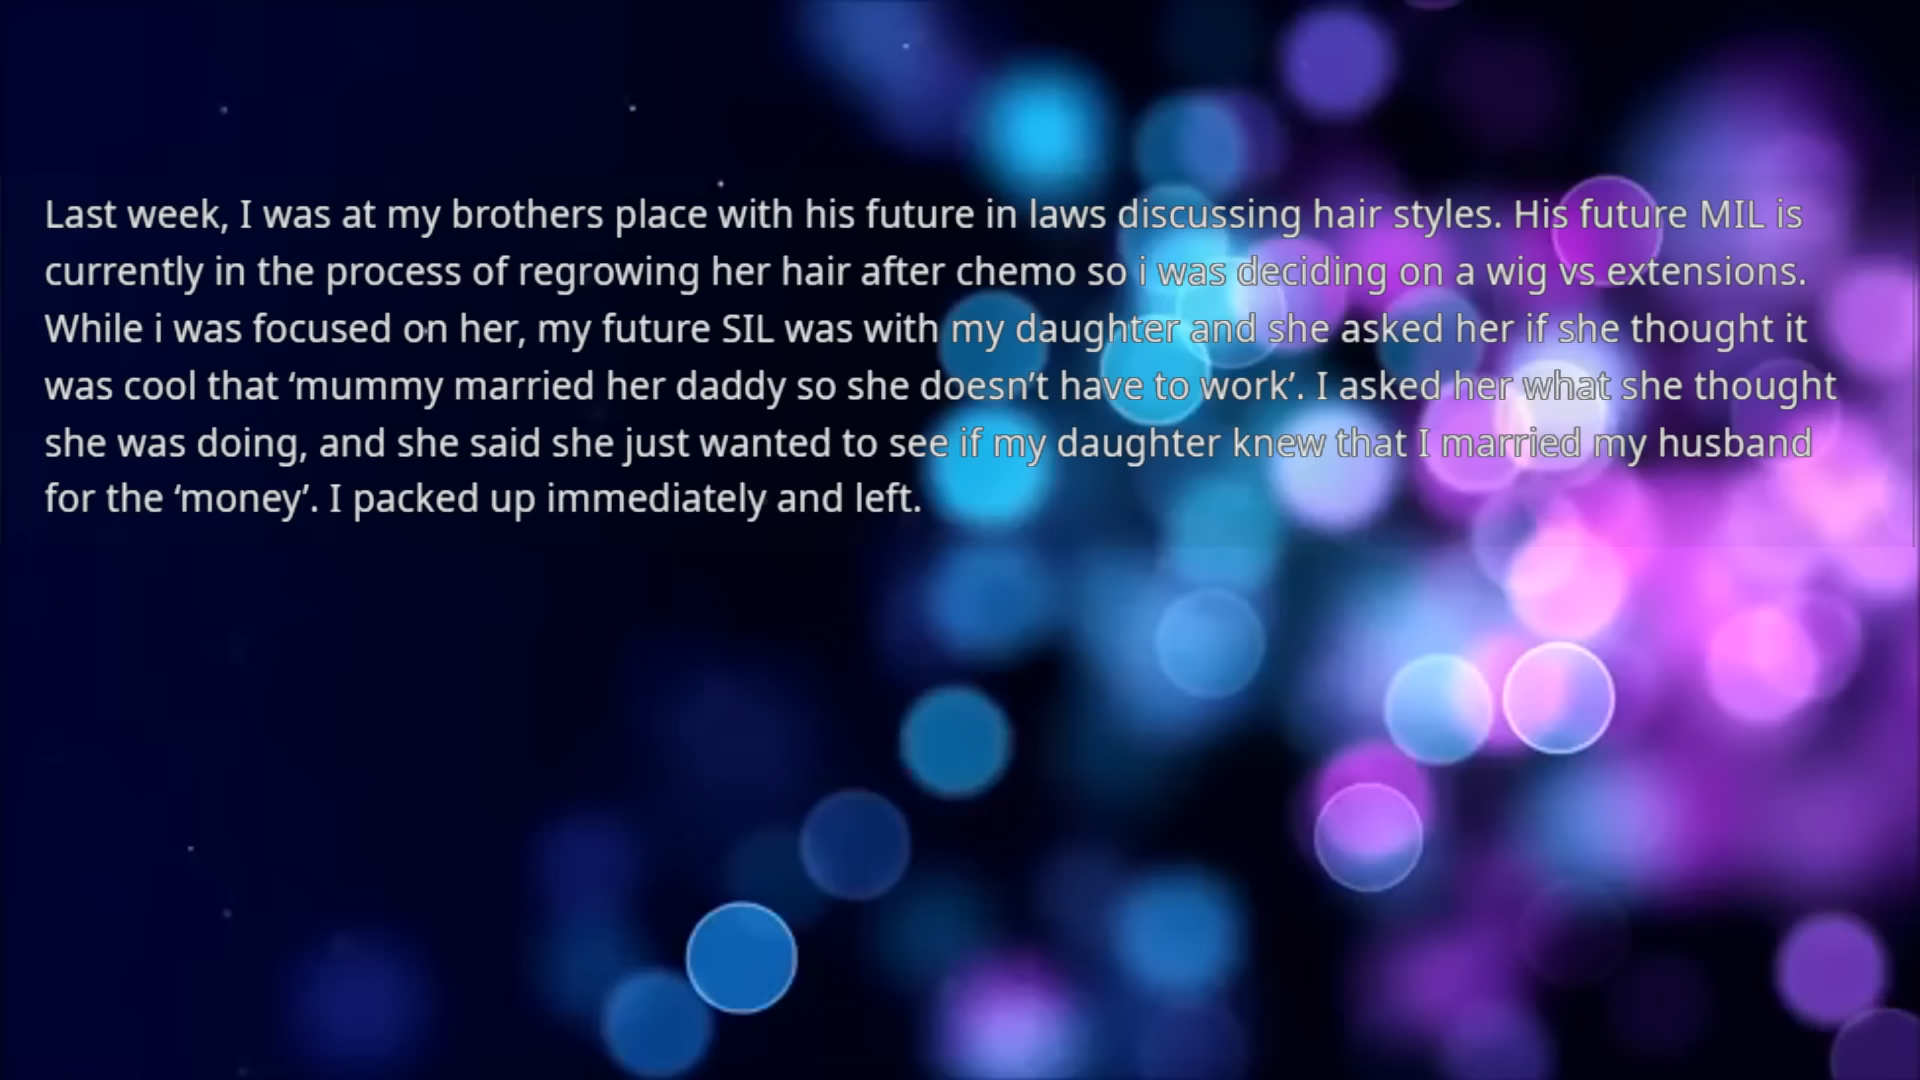 Last week, I was at my brothers place with his future in laws discussing hair styles. His future MIL is
currently in the process of regrowing her hair after chemo so i was deciding on a wig vs extensions.
While i was focused on her, my future SIL was with my daughter and she asked her if she thought it
was cool that ‘mummy married her daddy so she doesn’t have to work’. I asked her what she thought
she was doing, and she said she just wanted to see if my daughter knew that I married my husband
for the ‘money’. I packed up immediately and left.